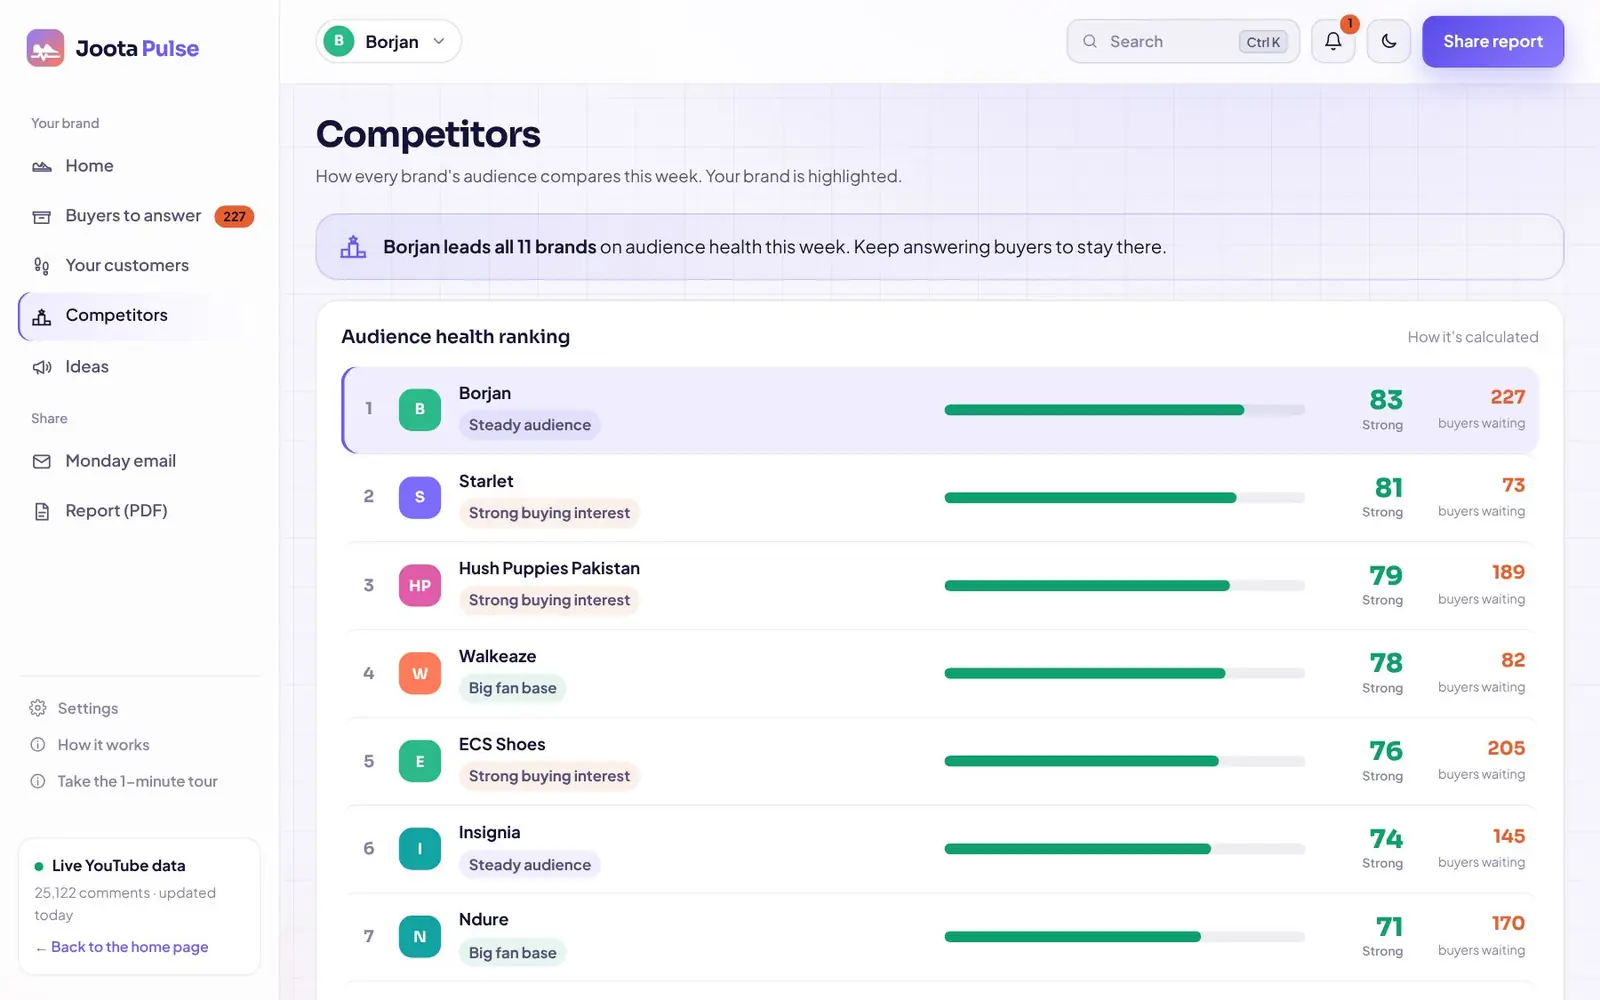 Joota Pulse
Your brand
Home
Buyers to answer 227
Your customers
Competitors
Ideas
Share
Monday email
Report (PDF)
Settings
How it works
Take the 1-minute tour
Live YouTube data
25,122 comments · updated
today
← Back to the home page
B Borjan
Search Ctrl K
1
Share report
Competitors
How every brand's audience compares this week. Your brand is highlighted.
Borjan leads all 11 brands on audience health this week. Keep answering buyers to stay there.
Audience health ranking
How it's calculated
1 B Borjan 83 227
Steady audience Strong buyers waiting
2 S Starlet 81 73
Strong buying interest Strong buyers waiting
3 HP Hush Puppies Pakistan 79 189
Strong buying interest Strong buyers waiting
4 W Walkeaze 78 82
Big fan base Strong buyers waiting
5 E ECS Shoes 76 205
Strong buying interest Strong buyers waiting
6 I Insignia 74 145
Steady audience Strong buyers waiting
7 N Ndure 71 170
Big fan base Strong buyers waiting